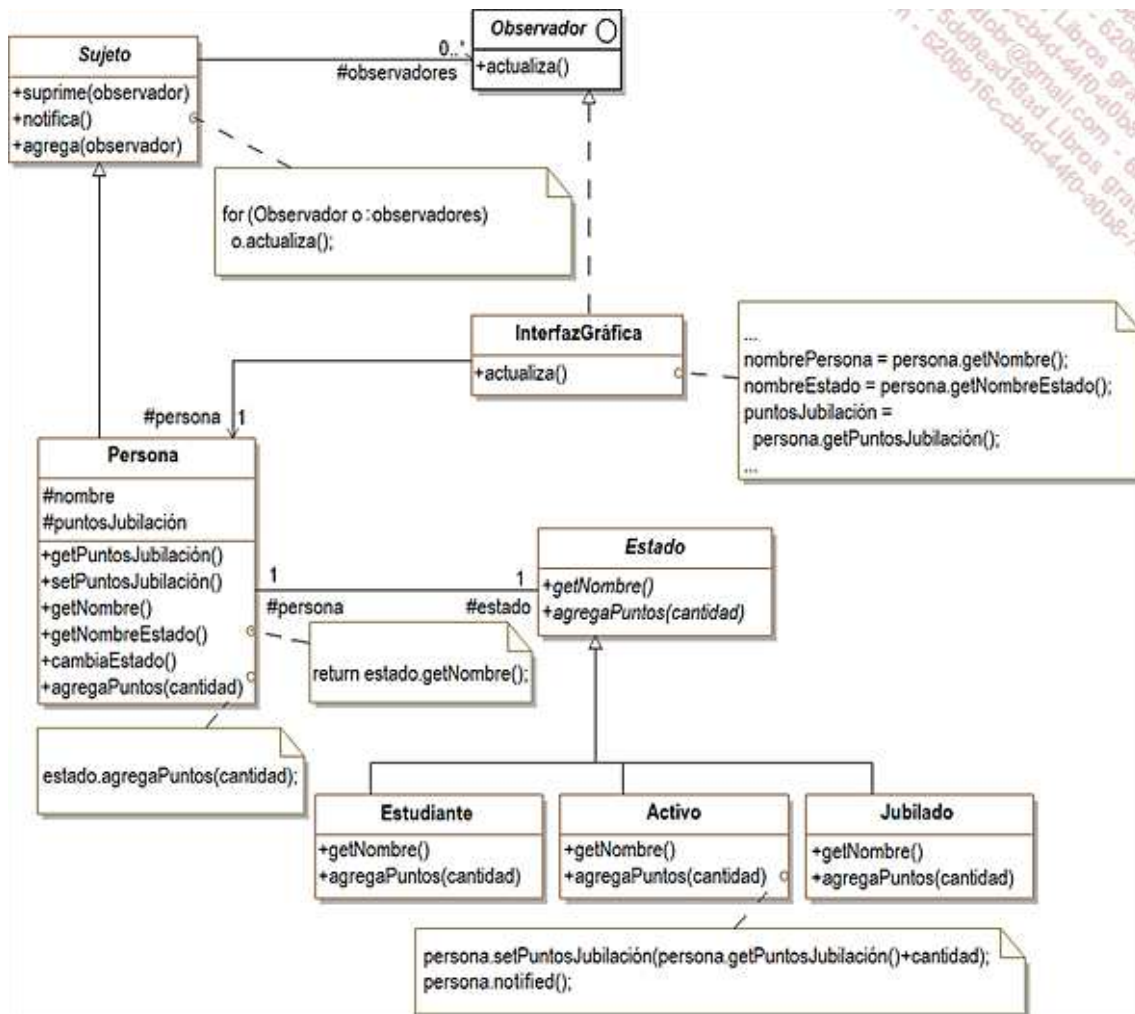 Sujeto
+suprime(observador)
+notifica()
+agrega(observador)
0..*
#observadores
Observador
+actualiza()
for (Observador o:observadores)
o.actualiza();
InterfazGráfica
+actualiza()
...
nombrePersona = persona.getNombre();
nombreEstado = persona.getNombreEstado();
puntosJubilación =
persona.getPuntosJubilación();
...
#persona 1
Persona
#nombre
#puntosJubilación
+getPuntosJubilación()
+setPuntosJubilación()
+getNombre()
+getNombreEstado()
+cambiaEstado()
+agregaPuntos(cantidad)
1
#persona
1
#estado
Estado
+getNombre()
+agregaPuntos(cantidad)
return estado.getNombre();
estado.agregaPuntos(cantidad);
Estudiante
+getNombre()
+agregaPuntos(cantidad)
Activo
+getNombre()
+agregaPuntos(cantidad)
Jubilado
+getNombre()
+agregaPuntos(cantidad)
persona.setPuntosJubilación(persona.getPuntosJubilación()+cantidad);
persona.notified();